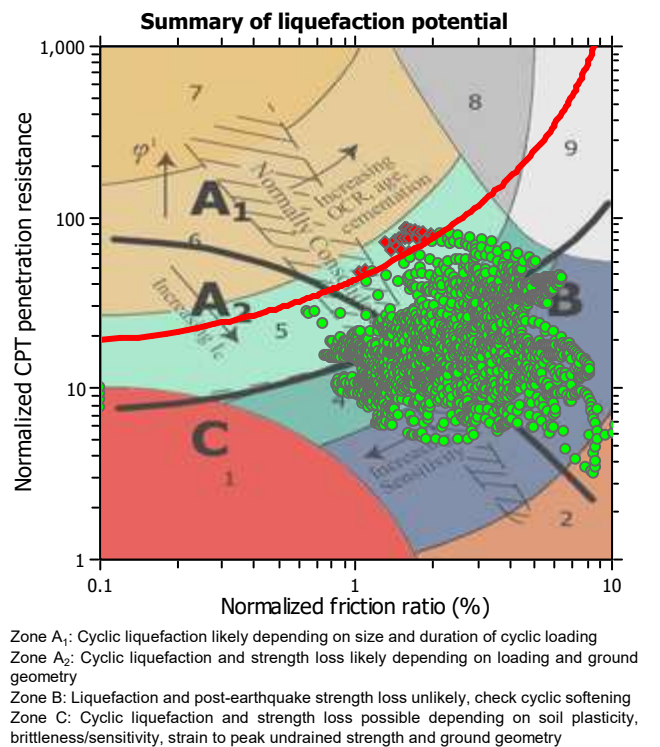 Summary of liquefaction potential
Normalized CPT penetration resistance
1,000
100
10
1
7
8
9
φ'
A1
Increasing
OCR, age,
cementation
Normally
6
A2
Increasing Ic
5
B
4
C
1
Increasing
Sensitivity
2
0.1
1
10
Normalized friction ratio (%)
Zone A1: Cyclic liquefaction likely depending on size and duration of cyclic loading
Zone A2: Cyclic liquefaction and strength loss likely depending on loading and ground
geometry
Zone B: Liquefaction and post-earthquake strength loss unlikely, check cyclic softening
Zone C: Cyclic liquefaction and strength loss possible depending on soil plasticity,
brittleness/sensitivity, strain to peak undrained strength and ground geometry